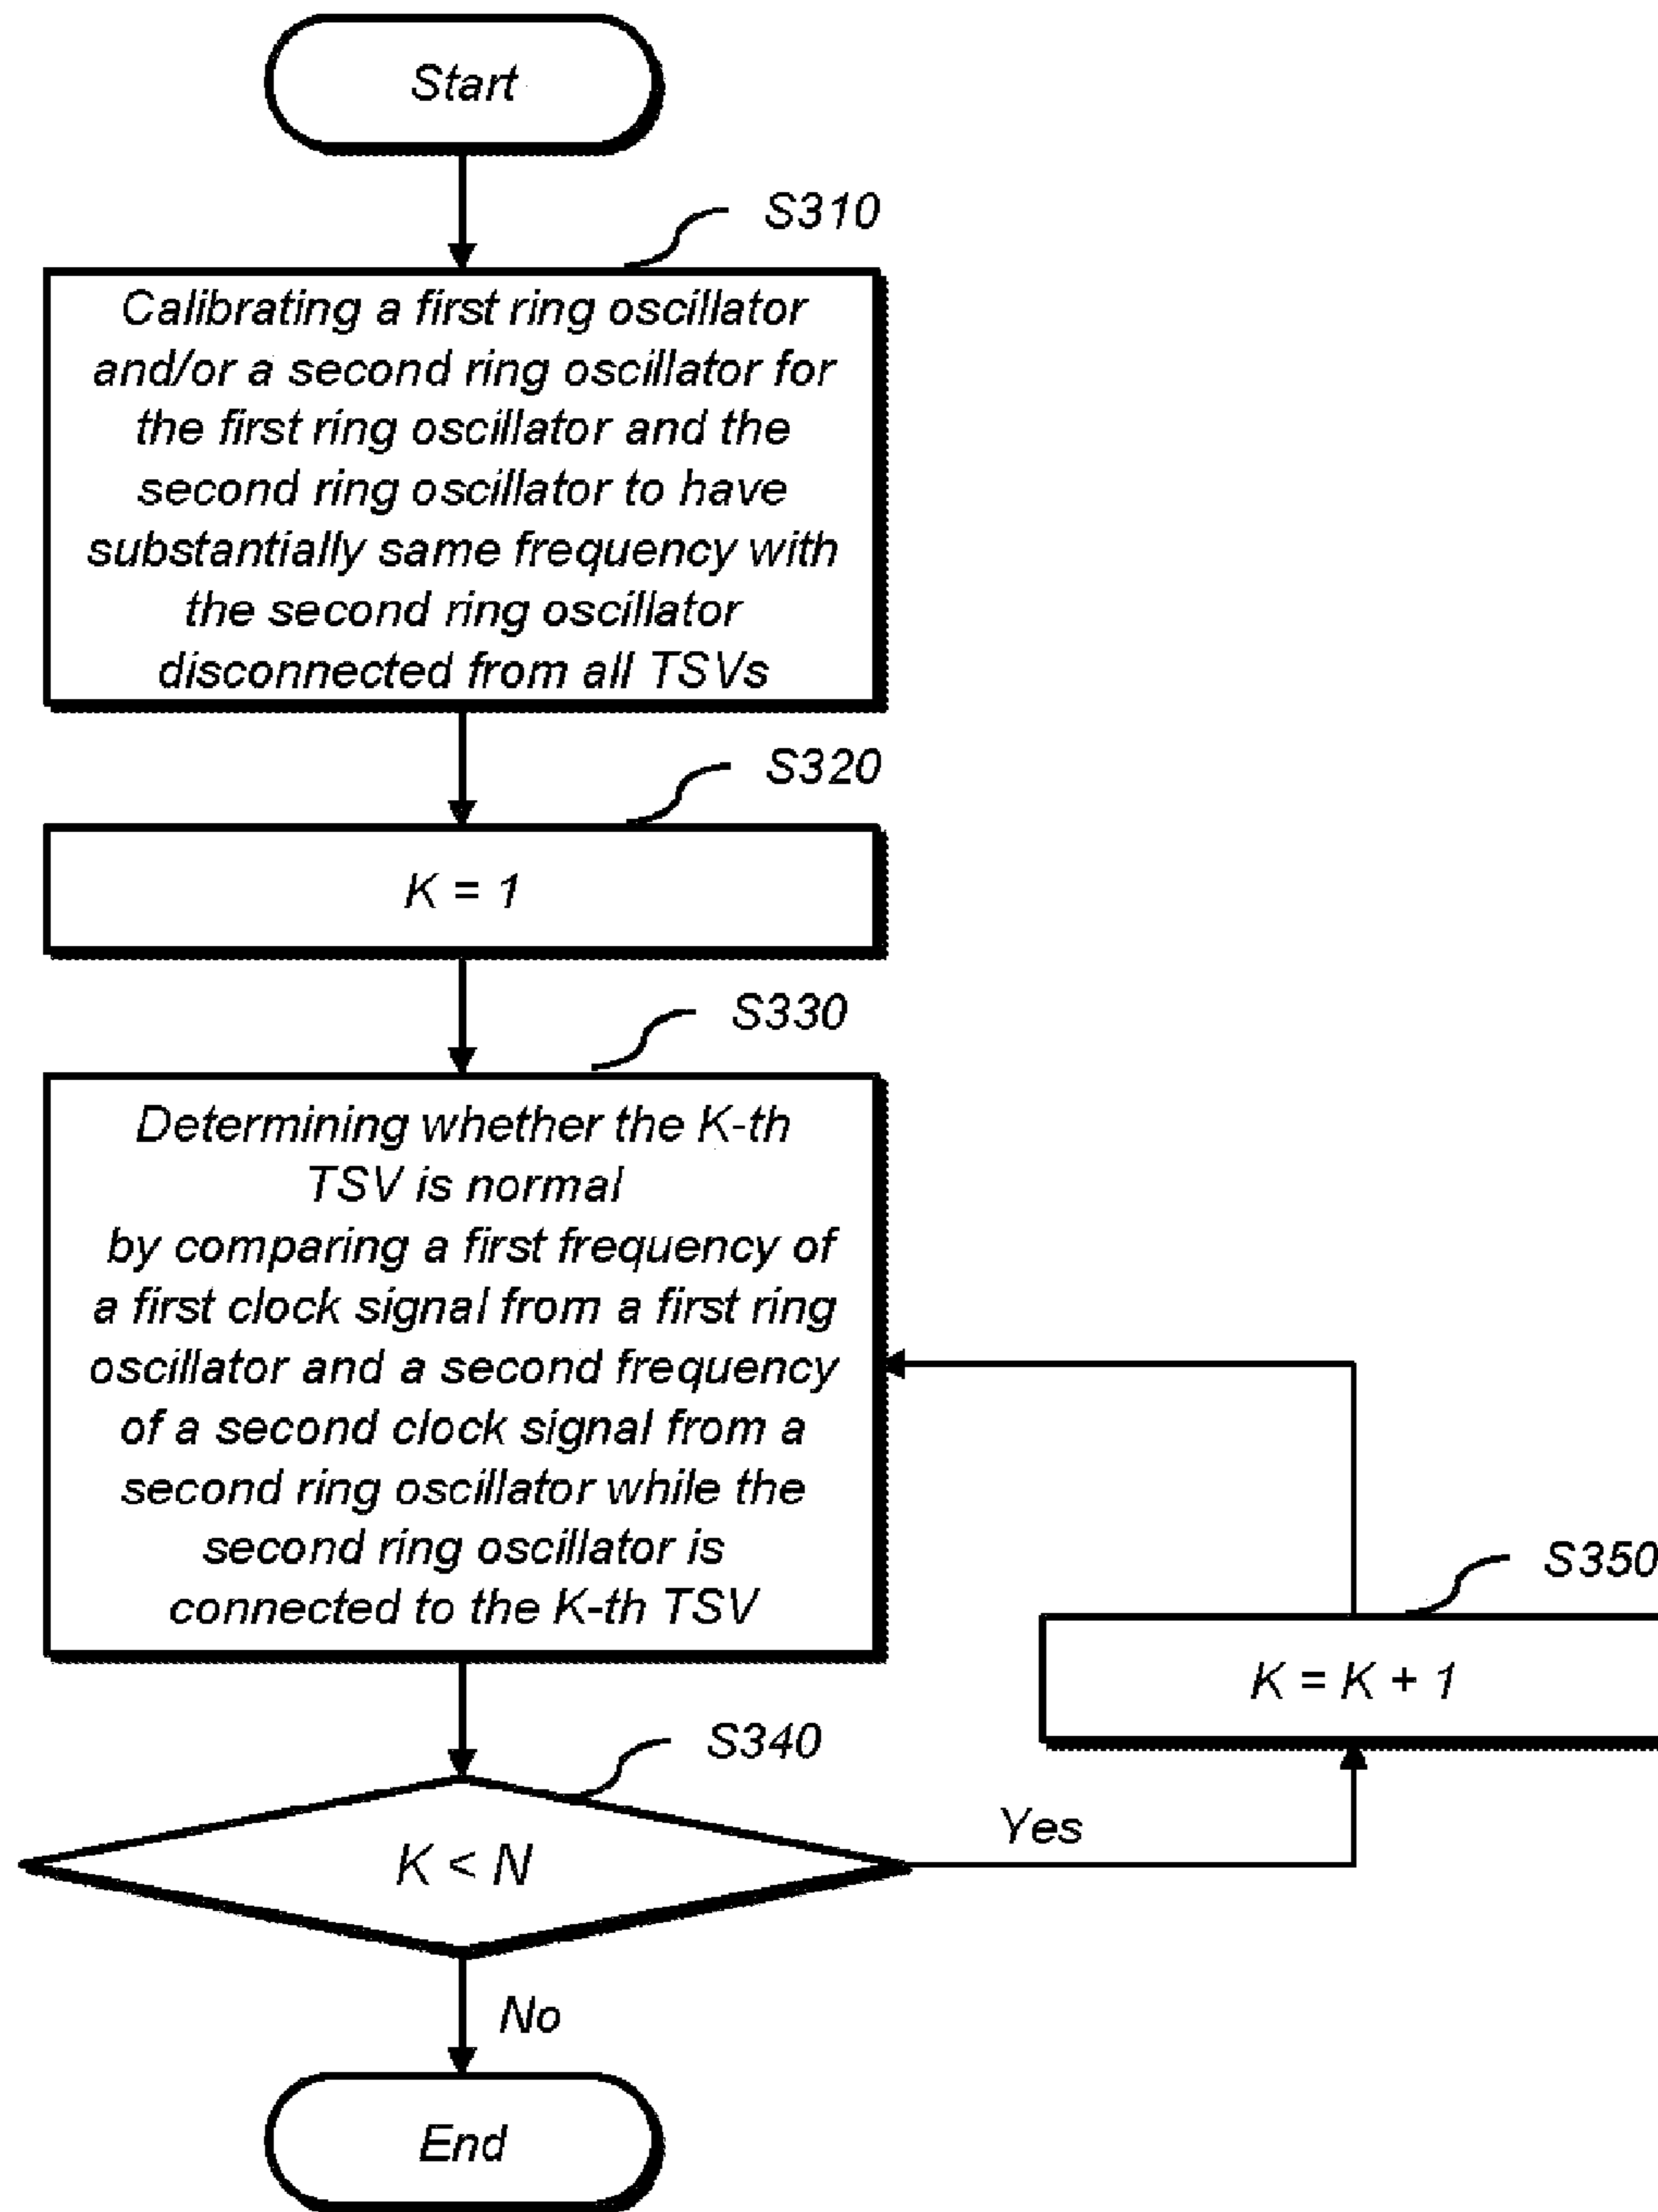 Start
S310
Calibrating a first ring oscillator
and/or a second ring oscillator for
the first ring oscillator and the
second ring oscillator to have
substantially same frequency with
the second ring oscillator
disconnected from all TSVs
S320
K = 1
S330
Determining whether the K-th
TSV is normal
by comparing a first frequency of
a first clock signal from a first ring
oscillator and a second frequency
of a second clock signal from a
second ring oscillator while the
second ring oscillator is
connected to the K-th TSV
S350
K = K + 1
S340
K < N
Yes
No
End